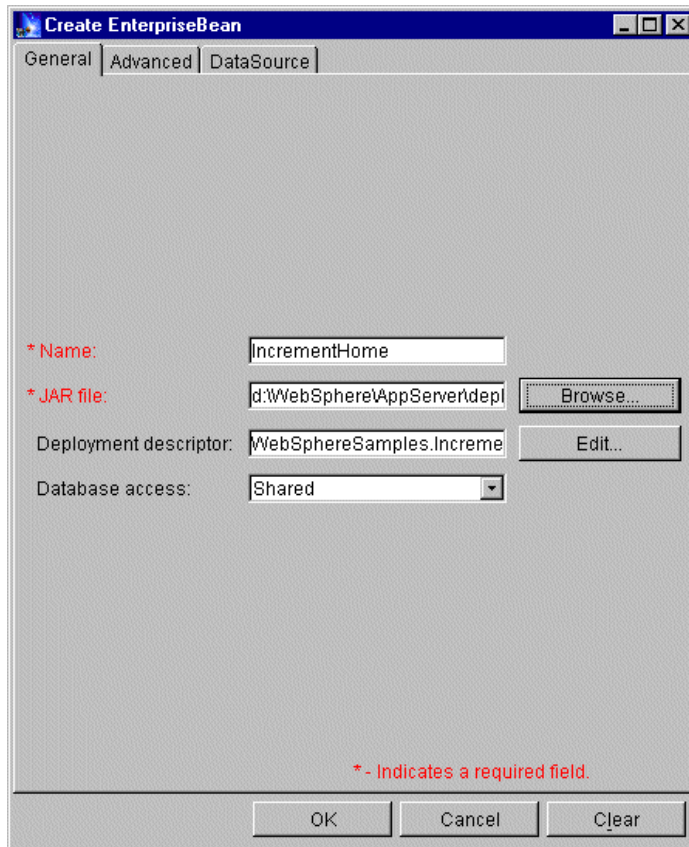 Create EnterpriseBean
General Advanced DataSource
* Name: IncrementHome
* JAR file: d:\WebSphere\AppServer\depl Browse...
Deployment descriptor: WebSphereSamples.Increme Edit...
Database access: Shared
* - Indicates a required field.
OK Cancel Clear